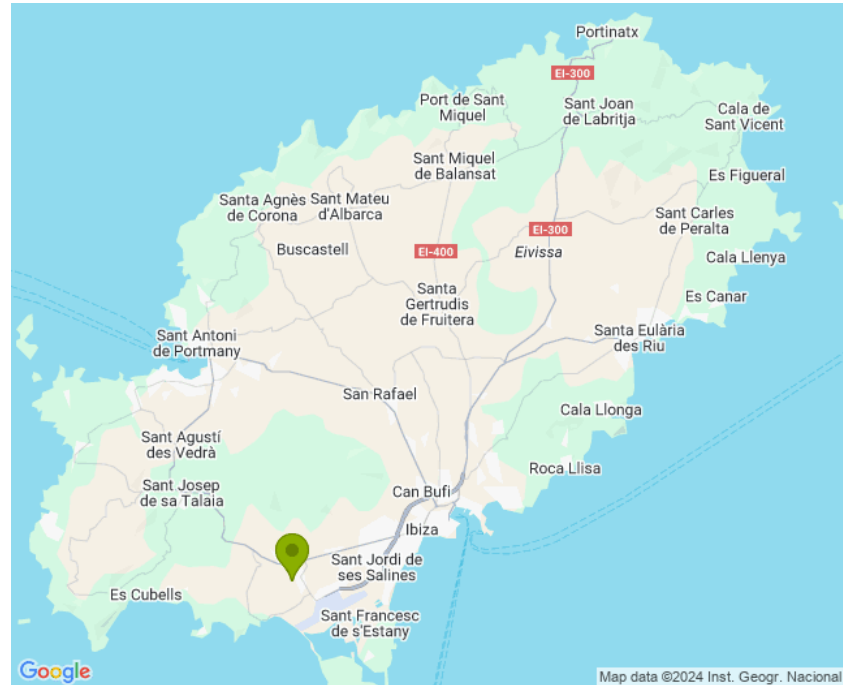 Portinatx
EI-300
Port de Sant
Miquel
Sant Joan
de Labritja
Cala de
Sant Vicent
Sant Miquel
de Balansat
Es Figueral
Santa Agnès
de Corona
Sant Mateu
d'Albarca
Sant Carles
de Peralta
EI-300
Buscastell
EI-400
Eivissa
Cala Llenya
Santa
Gertrudis
de Fruitera
Es Canar
Sant Antoni
de Portmany
Santa Eulària
des Riu
San Rafael
Cala Llonga
Sant Agustí
des Vedrà
Roca Llisa
Sant Josep
de sa Talaia
Can Bufí
Ibiza
Sant Jordi de
ses Salines
Es Cubells
Sant Francesc
de s'Estany
Google
Map data ©2024 Inst. Geogr. Nacional